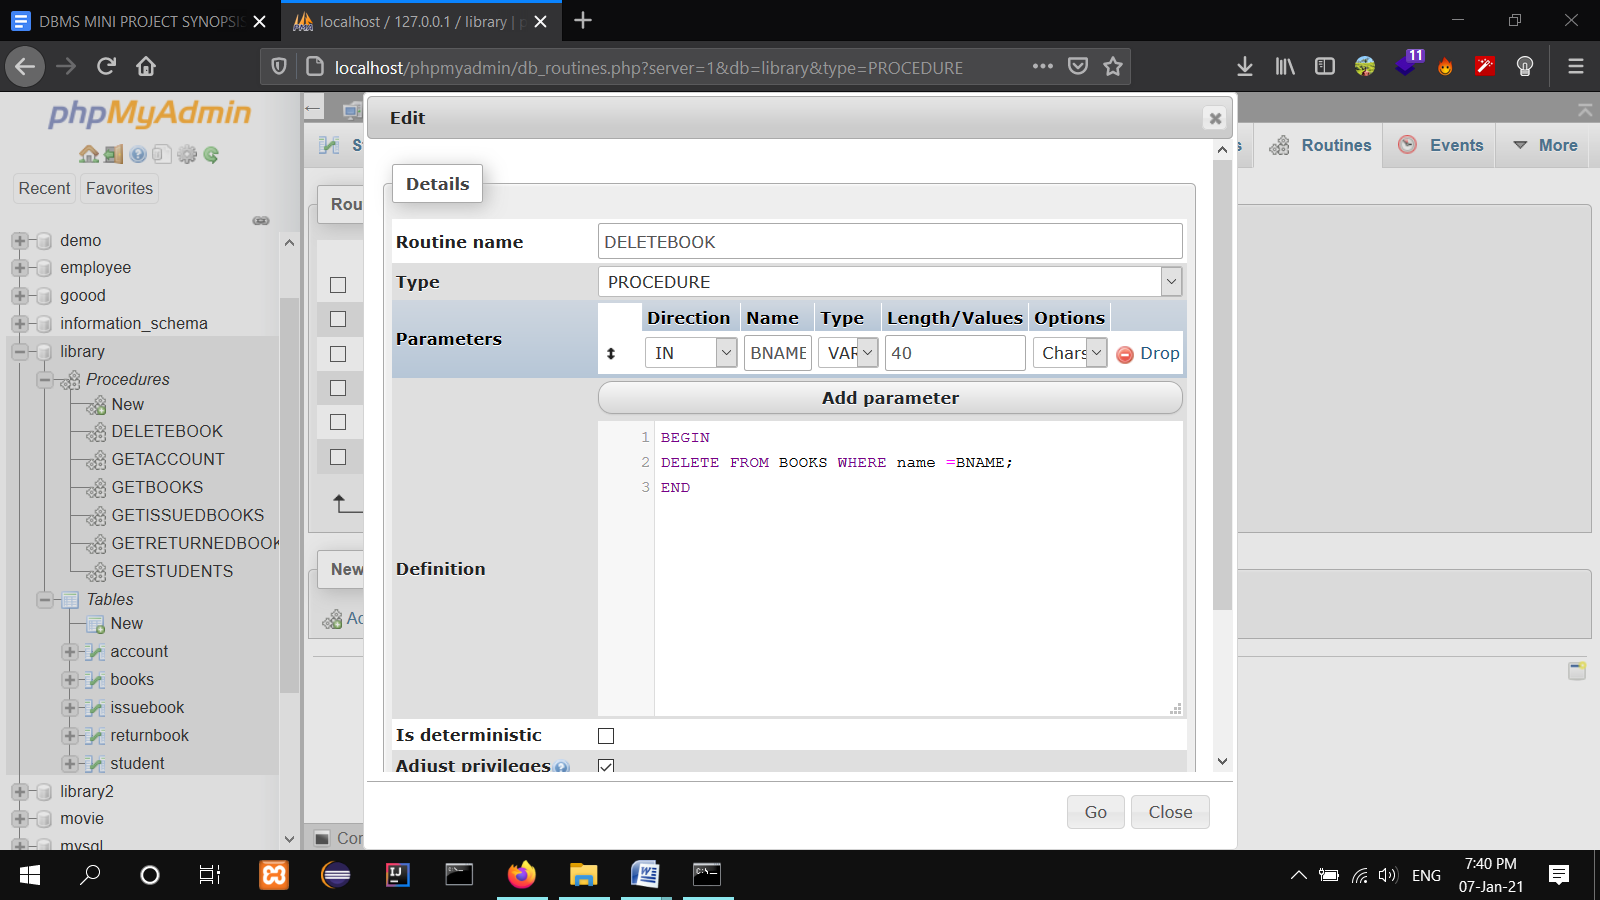 DBMS MINI PROJECT SYNOPSIS
localhost / 127.0.0.1 / library | p
localhost/phpmyadmin/db_routines.php?server=1&db=library&type=PROCEDURE
11
phpMyAdmin
Recent
Favorites
demo
employee
goood
information_schema
library
Procedures
New
DELETEBOOK
GETACCOUNT
GETBOOKS
GETISSUEDBOOKS
GETRETURNEDBOOK
GETSTUDENTS
Tables
New
account
books
issuebook
returnbook
student
library2
movie
mysql
Routines
Events
More
Rou
New
Con
Edit
Details
Routine name
DELETEBOOK
Type
PROCEDURE
Parameters
Direction Name Type Length/Values Options
IN BNAME VAR 40 Chars Drop
Add parameter
Definition
1 BEGIN
2 DELETE FROM BOOKS WHERE name =BNAME;
3 END
Is deterministic
Adjust privileges
Go
Close
7:40 PM
ENG
07-Jan-21